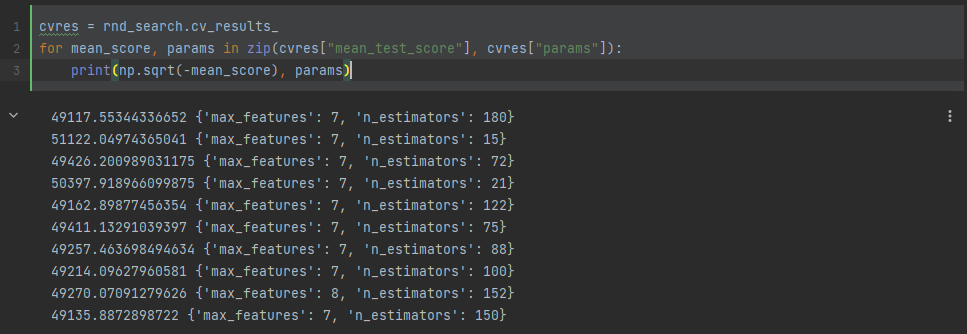 1 cvres = rnd_search.cv_results_
2 for mean_score, params in zip(cvres["mean_test_score"], cvres["params"]):
3     print(np.sqrt(-mean_score), params)
49117.55344336652 {'max_features': 7, 'n_estimators': 180}
51122.04974365041 {'max_features': 7, 'n_estimators': 15}
49426.200989031175 {'max_features': 7, 'n_estimators': 72}
50397.918966099875 {'max_features': 7, 'n_estimators': 21}
49162.89877456354 {'max_features': 7, 'n_estimators': 122}
49411.13291039397 {'max_features': 7, 'n_estimators': 75}
49257.463698494634 {'max_features': 7, 'n_estimators': 88}
49214.09627960581 {'max_features': 7, 'n_estimators': 100}
49270.07091279626 {'max_features': 8, 'n_estimators': 152}
49135.8872898722 {'max_features': 7, 'n_estimators': 150}